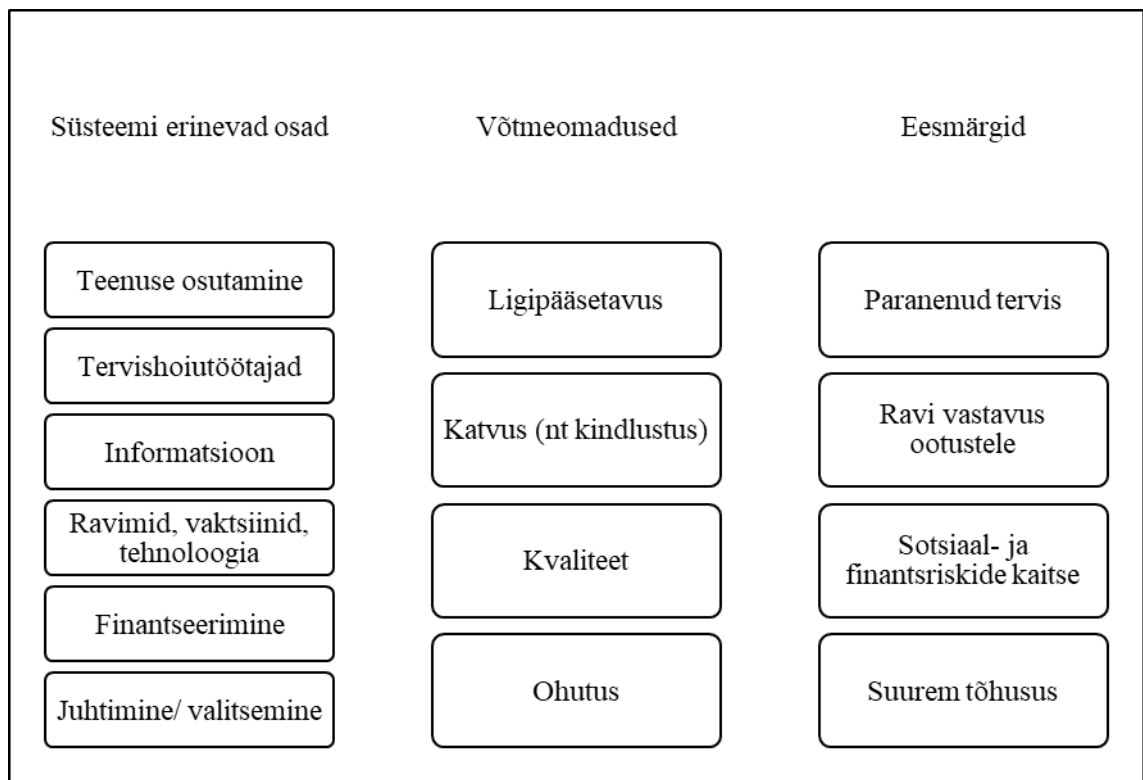 Süsteemi erinevad osad
Teenuse osutamine
Tervishoiutöötajad
Informatsioon
Ravimid, vaktsiinid,
tehnoloogia
Finantseerimine
Juhtimine/ valitsemine
Võtmeomadused
Ligipääsetavus
Katvus (nt kindlustus)
Kvaliteet
Ohutus
Eesmärgid
Paranenud tervis
Ravi vastavus
ootustele
Sotsiaal- ja
finantsriskide kaitse
Suurem tõhusus